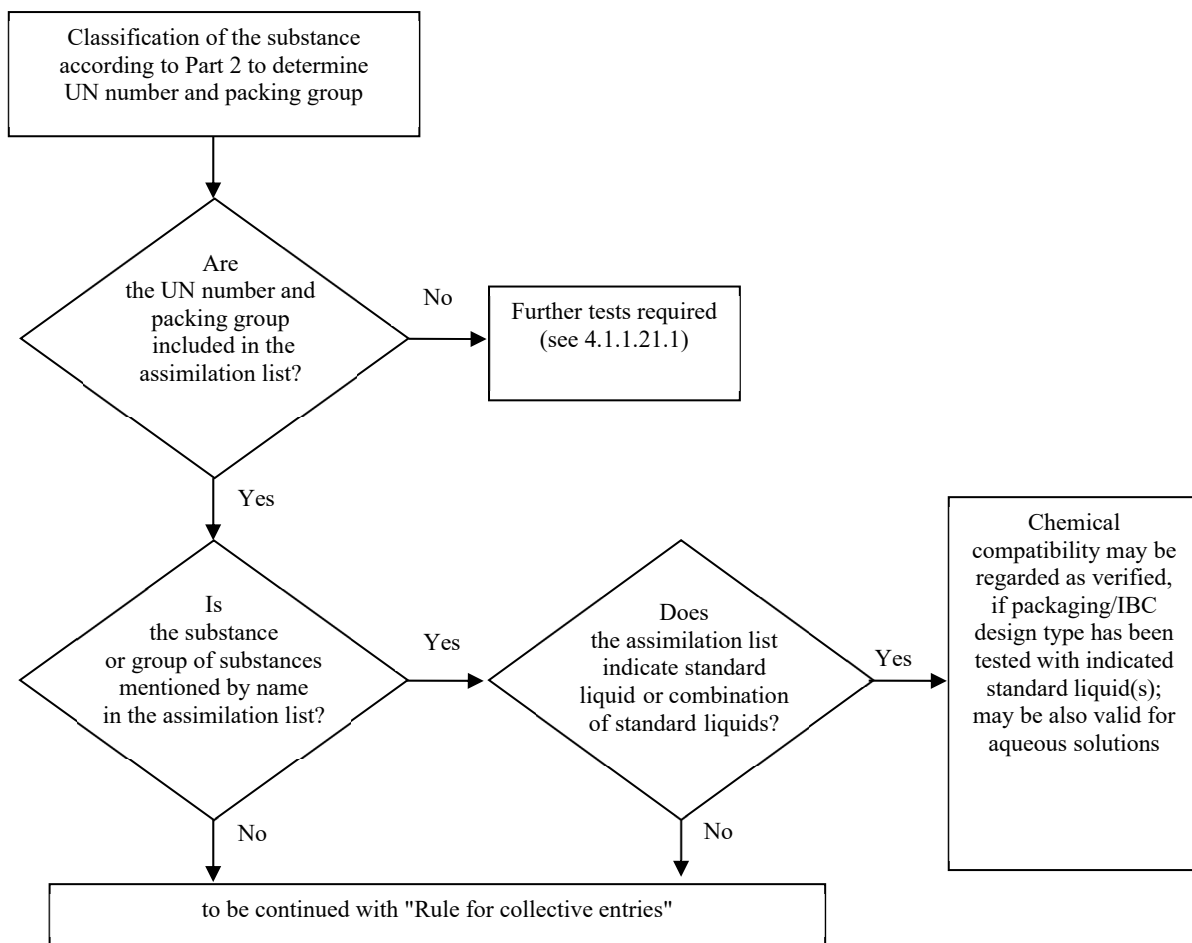 Classification of the substance
according to Part 2 to determine
UN number and packing group
Are
the UN number and
packing group
included in the
assimilation list?
No
Further tests required
(see 4.1.1.21.1)
Yes
Is
the substance
or group of substances
mentioned by name
in the assimilation list?
Yes
Does
the assimilation list
indicate standard
liquid or combination
of standard liquids?
Yes
Chemical
compatibility may be
regarded as verified,
if packaging/IBC
design type has been
tested with indicated
standard liquid(s);
may be also valid for
aqueous solutions
No
No
to be continued with "Rule for collective entries"